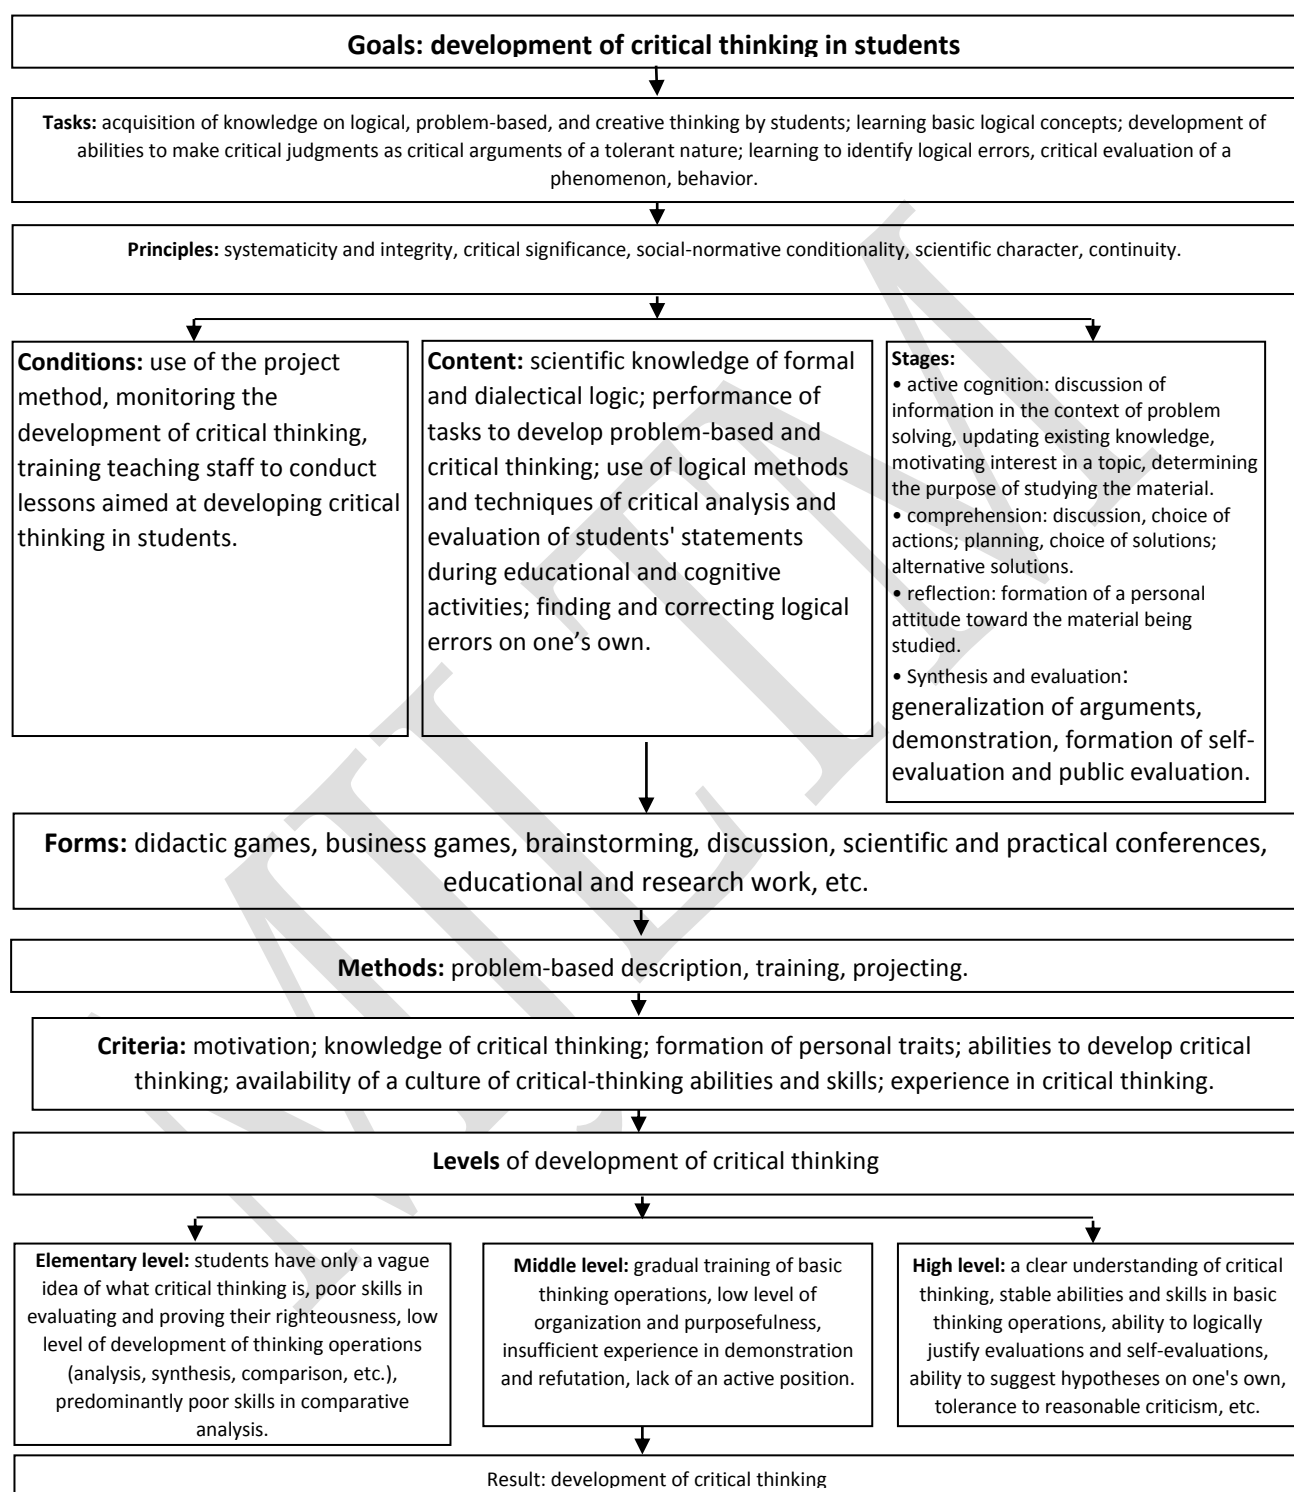 Goals: development of critical thinking in students
Tasks: acquisition of knowledge on logical, problem-based, and creative thinking by students; learning basic logical concepts; development of
abilities to make critical judgments as critical arguments of a tolerant nature; learning to identify logical errors, critical evaluation of a
phenomenon, behavior.
Principles: systematicity and integrity, critical significance, social-normative conditionality, scientific character, continuity.
Conditions: use of the project
method, monitoring the
development of critical thinking,
training teaching staff to conduct
lessons aimed at developing critical
thinking in students.
Content: scientific knowledge of formal
and dialectical logic; performance of
tasks to develop problem-based and
critical thinking; use of logical methods
and techniques of critical analysis and
evaluation of students' statements
during educational and cognitive
activities; finding and correcting logical
errors on one’s own.
Stages:
• active cognition: discussion of
information in the context of problem
solving, updating existing knowledge,
motivating interest in a topic, determining
the purpose of studying the material.
• comprehension: discussion, choice of
actions; planning, choice of solutions;
alternative solutions.
• reflection: formation of a personal
attitude toward the material being
studied.
• Synthesis and evaluation:
generalization of arguments,
demonstration, formation of self-
evaluation and public evaluation.
Forms: didactic games, business games, brainstorming, discussion, scientific and practical conferences,
educational and research work, etc.
Methods: problem-based description, training, projecting.
Criteria: motivation; knowledge of critical thinking; formation of personal traits; abilities to develop critical
thinking; availability of a culture of critical-thinking abilities and skills; experience in critical thinking.
Levels of development of critical thinking
Elementary level: students have only a vague
idea of what critical thinking is, poor skills in
evaluating and proving their righteousness, low
level of development of thinking operations
(analysis, synthesis, comparison, etc.),
predominantly poor skills in comparative
analysis.
Middle level: gradual training of basic
thinking operations, low level of
organization and purposefulness,
insufficient experience in demonstration
and refutation, lack of an active position.
High level: a clear understanding of critical
thinking, stable abilities and skills in basic
thinking operations, ability to logically
justify evaluations and self-evaluations,
ability to suggest hypotheses on one's own,
tolerance to reasonable criticism, etc.
Result: development of critical thinking